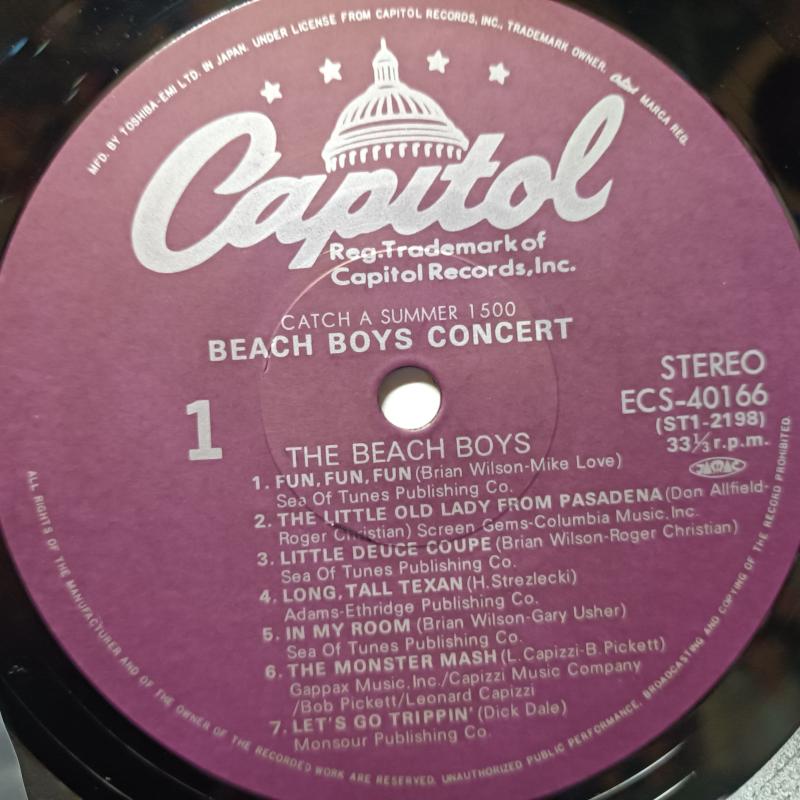 MFD. BY TOSHIBA-EMI LTD. IN JAPAN. UNDER LICENSE FROM CAPITOL RECORDS, INC., TRADEMARK OWNER. Capitol MARCA REG.
Capitol
Reg.Trademark of
Capitol Records,Inc.
CATCH A SUMMER 1500
BEACH BOYS CONCERT
STEREO
ECS-40166
(ST1-2198)
33⅓r.p.m.
JASRAC
1
THE BEACH BOYS
1. FUN, FUN, FUN (Brian Wilson-Mike Love)
Sea Of Tunes Publishing Co.
2. THE LITTLE OLD LADY FROM PASADENA (Don Allfield-
Roger Christian) Screen Gems-Columbia Music,Inc.
3. LITTLE DEUCE COUPE (Brian Wilson-Roger Christian)
Sea Of Tunes Publishing Co.
4. LONG, TALL TEXAN (H.Strezlecki)
Adams-Ethridge Publishing Co.
5. IN MY ROOM (Brian Wilson-Gary Usher)
Sea Of Tunes Publishing Co.
6. THE MONSTER MASH (L.Capizzi-B.Pickett)
Gappax Music,Inc./Capizzi Music Company
/Bob Pickett/Leonard Capizzi
7. LET'S GO TRIPPIN' (Dick Dale)
Monsour Publishing Co.
ALL RIGHTS OF THE MANUFACTURER AND OF THE OWNER OF THE RECORDED WORK ARE RESERVED. UNAUTHORIZED PUBLIC PERFORMANCE, BROADCASTING AND COPYING OF THE RECORD PROHIBITED.